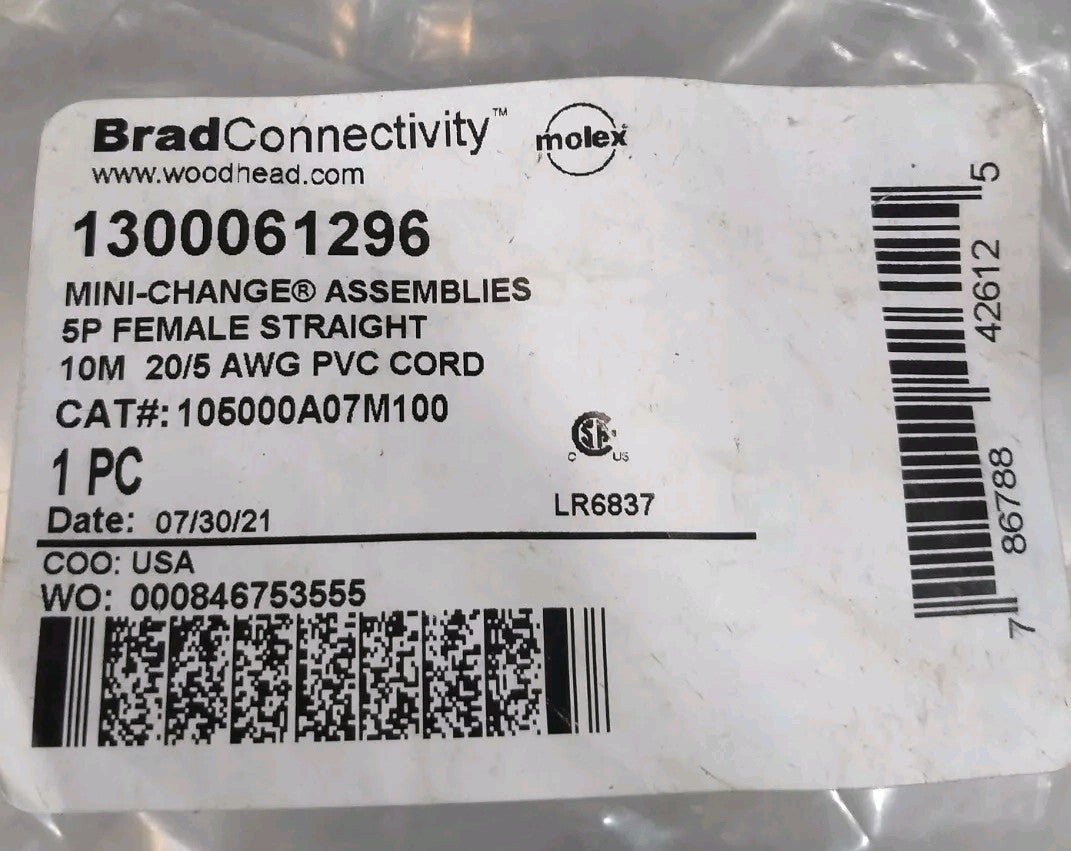 BradConnectivity™
molex
www.woodhead.com
1300061296
MINI-CHANGE® ASSEMBLIES
5P FEMALE STRAIGHT
10M 20/5 AWG PVC CORD
CAT#: 105000A07M100
1 PC
C US
LR6837
Date: 07/30/21
COO: USA
WO: 000846753555
7 86788 42612 5